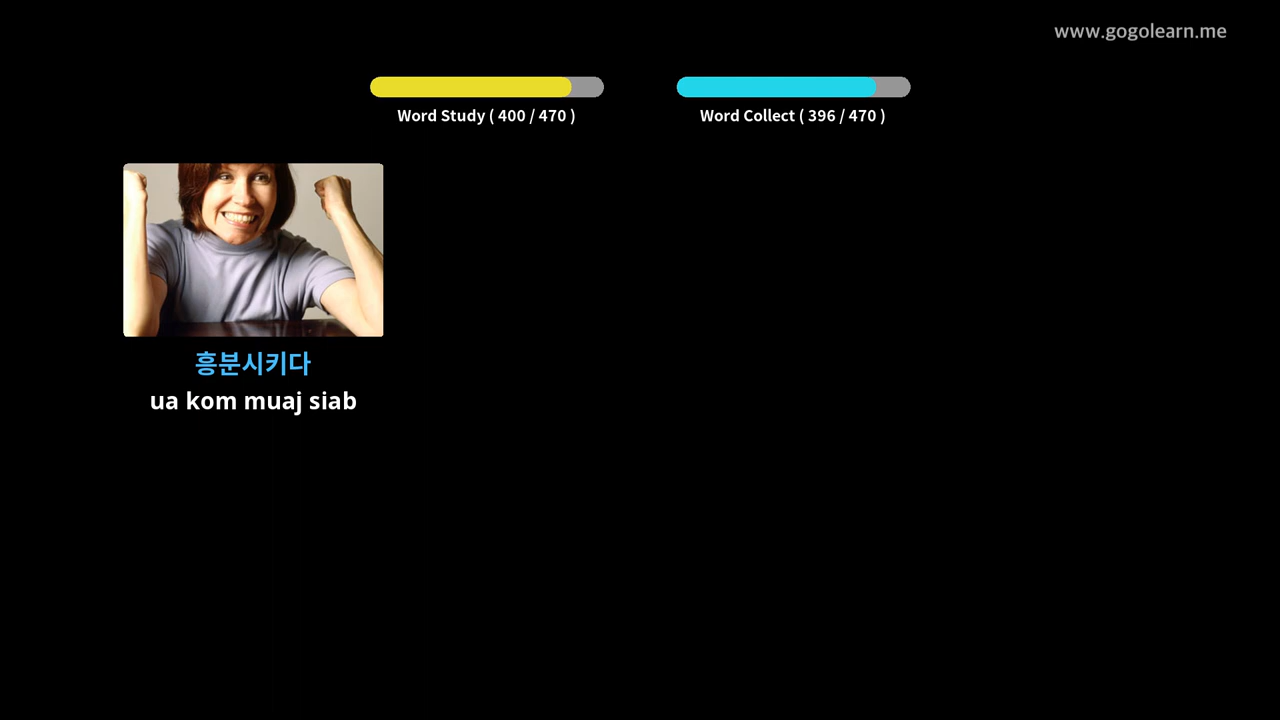 www.gogolearn.me
Word Study ( 400 / 470 )
Word Collect ( 396 / 470 )
흥분시키다
ua kom muaj siab